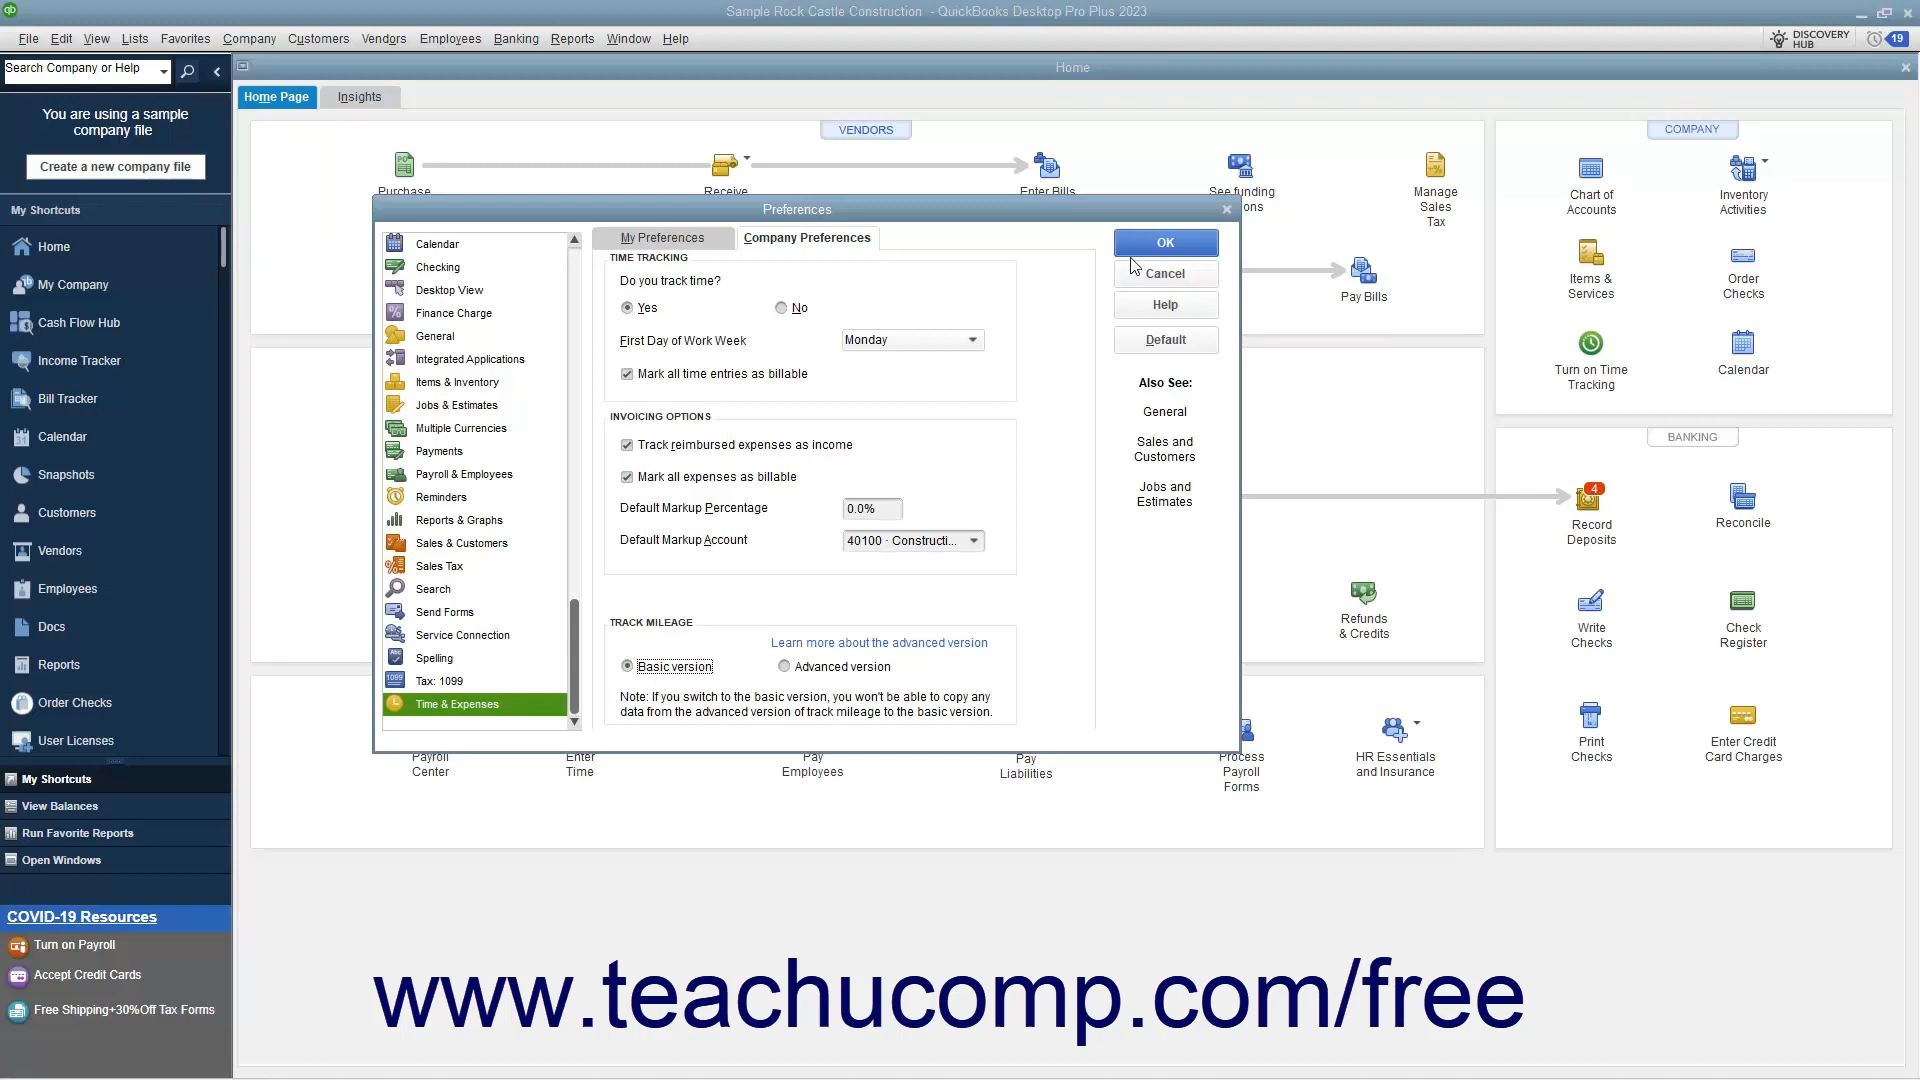 Sample Rock Castle Construction - QuickBooks Desktop Pro Plus 2023
File Edit View Lists Favorites Company Customers Vendors Employees Banking Reports Window Help
DISCOVERY HUB
19
Search Company or Help
Home
Home Page Insights
You are using a sample
company file
Create a new company file
My Shortcuts
Home
My Company
Cash Flow Hub
Income Tracker
Bill Tracker
Calendar
Snapshots
Customers
Vendors
Employees
Docs
Reports
Order Checks
User Licenses
My Shortcuts
View Balances
Run Favorite Reports
Open Windows
COVID-19 Resources
Turn on Payroll
Accept Credit Cards
Free Shipping+30%Off Tax Forms
VENDORS
Purchase
Receive
Enter Bills
See funding
ons
Manage
Sales
Tax
Pay Bills
COMPANY
Chart of
Accounts
Inventory
Activities
Items &
Services
Order
Checks
Turn on Time
Tracking
Calendar
BANKING
4
Record
Deposits
Reconcile
Write
Checks
Check
Register
Print
Checks
Enter Credit
Card Charges
Refunds
& Credits
Preferences
Calendar
Checking
Desktop View
Finance Charge
General
Integrated Applications
Items & Inventory
Jobs & Estimates
Multiple Currencies
Payments
Payroll & Employees
Reminders
Reports & Graphs
Sales & Customers
Sales Tax
Search
Send Forms
Service Connection
Spelling
Tax: 1099
Time & Expenses
My Preferences Company Preferences
TIME TRACKING
Do you track time?
Yes No
First Day of Work Week Monday
Mark all time entries as billable
INVOICING OPTIONS
Track reimbursed expenses as income
Mark all expenses as billable
Default Markup Percentage 0.0%
Default Markup Account 40100 · Constructi...
TRACK MILEAGE
Learn more about the advanced version
Basic version Advanced version
Note: If you switch to the basic version, you won't be able to copy any
data from the advanced version of track mileage to the basic version.
OK
Cancel
Help
Default
Also See:
General
Sales and
Customers
Jobs and
Estimates
Payroll
Center
Enter
Time
Pay
Employees
Pay
Liabilities
Process
Payroll
Forms
HR Essentials
and Insurance
www.teachucomp.com/free